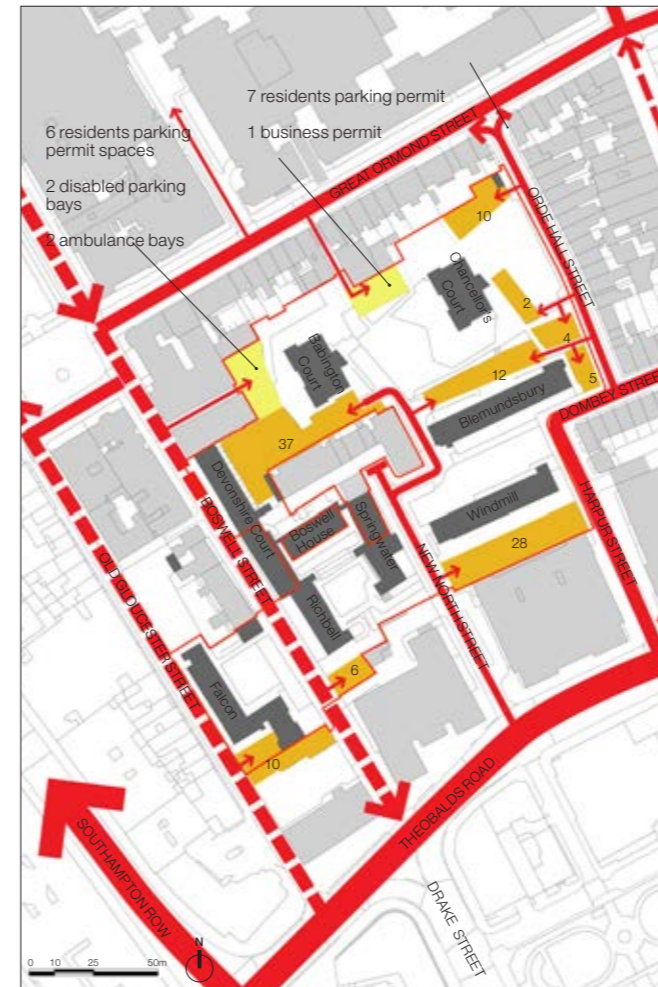 7 residents parking permit
1 business permit
6 residents parking
permit spaces
2 disabled parking
bays
2 ambulance bays
GREAT ORMOND STREET
ORDE HALL STREET
10
Chancellor's
Court
2
4
5
Babington
Court
12
Blemundsbury
DOMBEY STREET
37
Devonshire Court
Boswell
House
Springwater
Windmill
28
HARPUR STREET
BOSWELL STREET
OLD GLOUCESTER STREET
Richbell
NEW NORTH STREET
6
Falcon
10
THEOBALDS ROAD
SOUTHAMPTON ROW
DRAKE STREET
N
0 10 25 50m